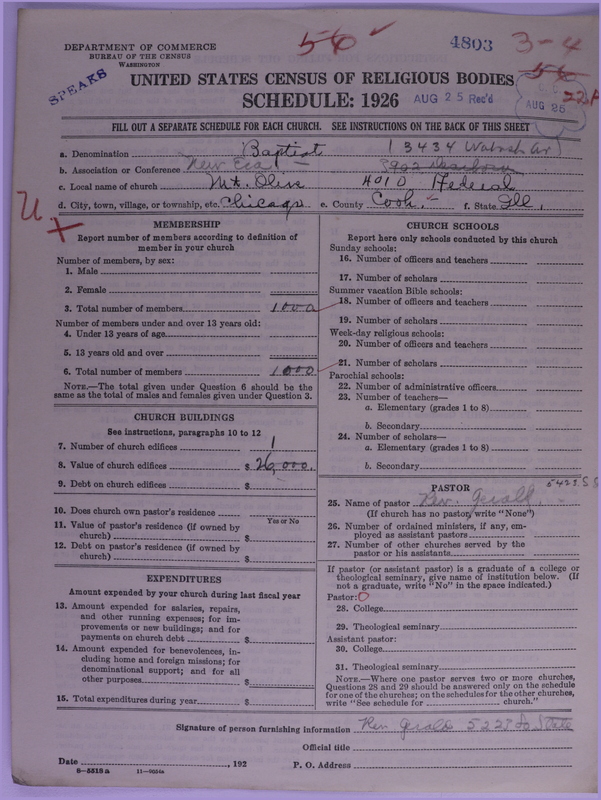 DEPARTMENT OF COMMERCE
BUREAU OF THE CENSUS
WASHINGTON
56
4803
3-4
SPEAKS
56
UNITED STATES CENSUS OF RELIGIOUS BODIES
SCHEDULE: 1926
AUG 25 Rec'd
AUG 25
FILL OUT A SEPARATE SCHEDULE FOR EACH CHURCH. SEE INSTRUCTIONS ON THE BACK OF THIS SHEET
a. Denomination Baptist (3434 Wabash Av)
b. Association or Conference New Era 3902 Dearborn
c. Local name of church Mt. Olive 4010 Federal
d. City, town, village, or township, etc. Chicago e. County Cook f. State Ill.
U
X
MEMBERSHIP
Report number of members according to definition of
member in your church
Number of members, by sex:
1. Male
2. Female
3. Total number of members 1000
Number of members under and over 13 years old:
4. Under 13 years of age
5. 13 years old and over
6. Total number of members 1000
NOTE.—The total given under Question 6 should be
the same as the total of males and females given under Question 3.
CHURCH BUILDINGS
See instructions, paragraphs 10 to 12
7. Number of church edifices 1
8. Value of church edifices $ 26,000.
9. Debt on church edifices $
10. Does church own pastor's residence
Yes or No
11. Value of pastor's residence (if owned by
church) $
12. Debt on pastor's residence (if owned by
church) $
EXPENDITURES
Amount expended by your church during last fiscal year
13. Amount expended for salaries, repairs,
and other running expenses; for im-
provements or new buildings; and for
payments on church debt $
14. Amount expended for benevolences, in-
cluding home and foreign missions; for
denominational support; and for all
other purposes $
15. Total expenditures during year $
CHURCH SCHOOLS
Report here only schools conducted by this church
Sunday schools:
16. Number of officers and teachers
17. Number of scholars
Summer vacation Bible schools:
18. Number of officers and teachers
19. Number of scholars
Week-day religious schools:
20. Number of officers and teachers
21. Number of scholars
Parochial schools:
22. Number of administrative officers
23. Number of teachers—
a. Elementary (grades 1 to 8)
b. Secondary
24. Number of scholars—
a. Elementary (grades 1 to 8)
b. Secondary
PASTOR
25. Name of pastor Rev. Gerald
(If church has no pastor, write "None")
26. Number of ordained ministers, if any, em-
ployed as assistant pastors
27. Number of other churches served by the
pastor or his assistants
If pastor (or assistant pastor) is a graduate of a college or
theological seminary, give name of institution below. (If
not a graduate, write "No" in the space indicated.)
Pastor: O
28. College
29. Theological seminary
Assistant pastor:
30. College
31. Theological seminary
NOTE.—Where one pastor serves two or more churches,
Questions 28 and 29 should be answered only on the schedule
for one of the churches; on the schedules for the other churches,
write "See schedule for church."
Signature of person furnishing information Rev Gerald 5228 So State
Official title
Date , 192 P. O. Address
8-5518a 11-9054a